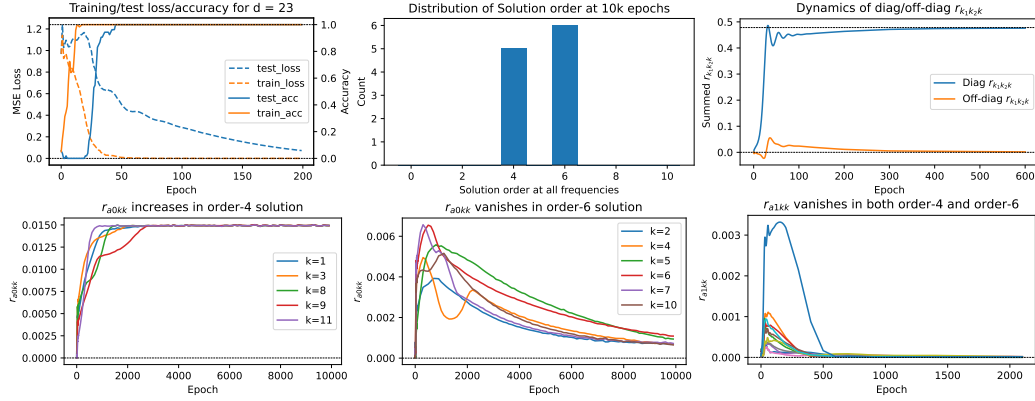 Training/test loss/accuracy for d = 23
1.2
1.0
0.8
0.6
0.4
0.2
0.0
MSE Loss
1.0
0.8
0.6
0.4
0.2
0.0
Accuracy
test_loss
train_loss
test_acc
train_acc
0 50 100 150 200
Epoch
Distribution of Solution order at 10k epochs
6
5
4
3
2
1
0
Count
0 2 4 6 8 10
Solution order at all frequencies
Dynamics of diag/off-diag r_{k_1k_2k}
0.5
0.4
0.3
0.2
0.1
0.0
Summed r_{k_1k_2k}
Diag r_{k_1k_2k}
Off-diag r_{k_1k_2k}
0 100 200 300 400 500 600
Epoch
r_{a0kk} increases in order-4 solution
0.0150
0.0125
0.0100
0.0075
0.0050
0.0025
0.0000
r_{a0kk}
k=1
k=3
k=8
k=9
k=11
0 2000 4000 6000 8000 10000
Epoch
r_{a0kk} vanishes in order-6 solution
0.006
0.004
0.002
0.000
r_{a0kk}
k=2
k=4
k=5
k=6
k=7
k=10
0 2000 4000 6000 8000 10000
Epoch
r_{a1kk} vanishes in both order-4 and order-6
0.003
0.002
0.001
0.000
r_{a1kk}
0 500 1000 1500 2000
Epoch